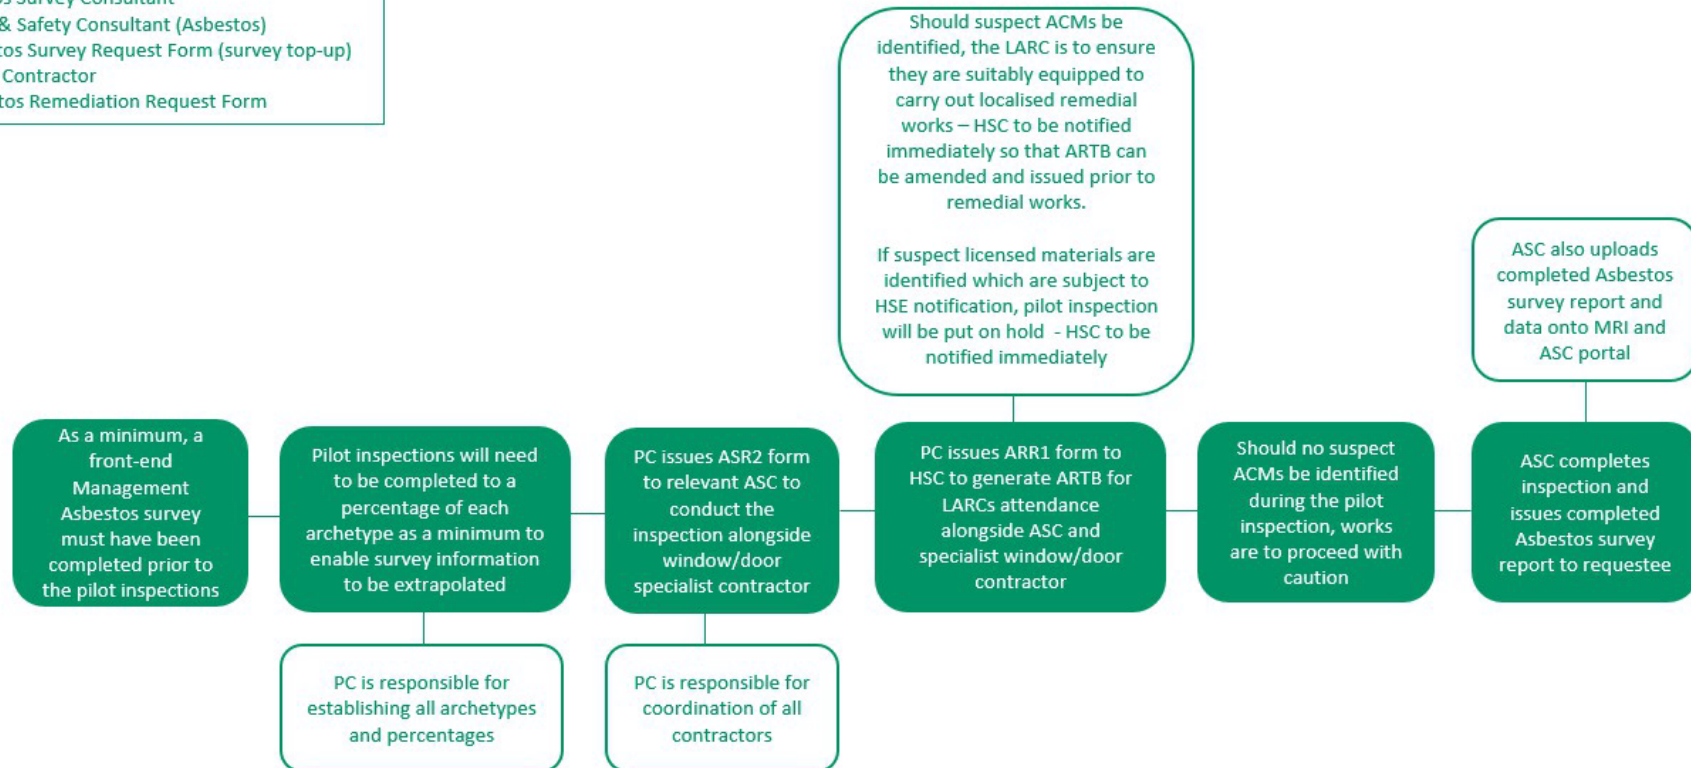 Survey Consultant
& Safety Consultant (Asbestos)
Survey Request Form (survey top-up)
Contractor
Remediation Request Form
Should suspect ACMs be
identified, the LARC is to ensure
they are suitably equipped to
carry out localised remedial
works – HSC to be notified
immediately so that ARTB can
be amended and issued prior to
remedial works.
If suspect licensed materials are
identified which are subject to
HSE notification, pilot inspection
will be put on hold  - HSC to be
notified immediately
ASC also uploads
completed Asbestos
survey report and
data onto MRI and
ASC portal
As a minimum, a
front-end
Management
Asbestos survey
must have been
completed prior to
the pilot inspections
Pilot inspections will need
to be completed to a
percentage of each
archetype as a minimum to
enable survey information
to be extrapolated
PC issues ASR2 form
to relevant ASC to
conduct the
inspection alongside
window/door
specialist contractor
PC issues ARR1 form to
HSC to generate ARTB for
LARCs attendance
alongside ASC and
specialist window/door
contractor
Should no suspect
ACMs be identified
during the pilot
inspection, works
are to proceed with
caution
ASC completes
inspection and
issues completed
Asbestos survey
report to requestee
PC is responsible for
establishing all archetypes
and percentages
PC is responsible for
coordination of all
contractors